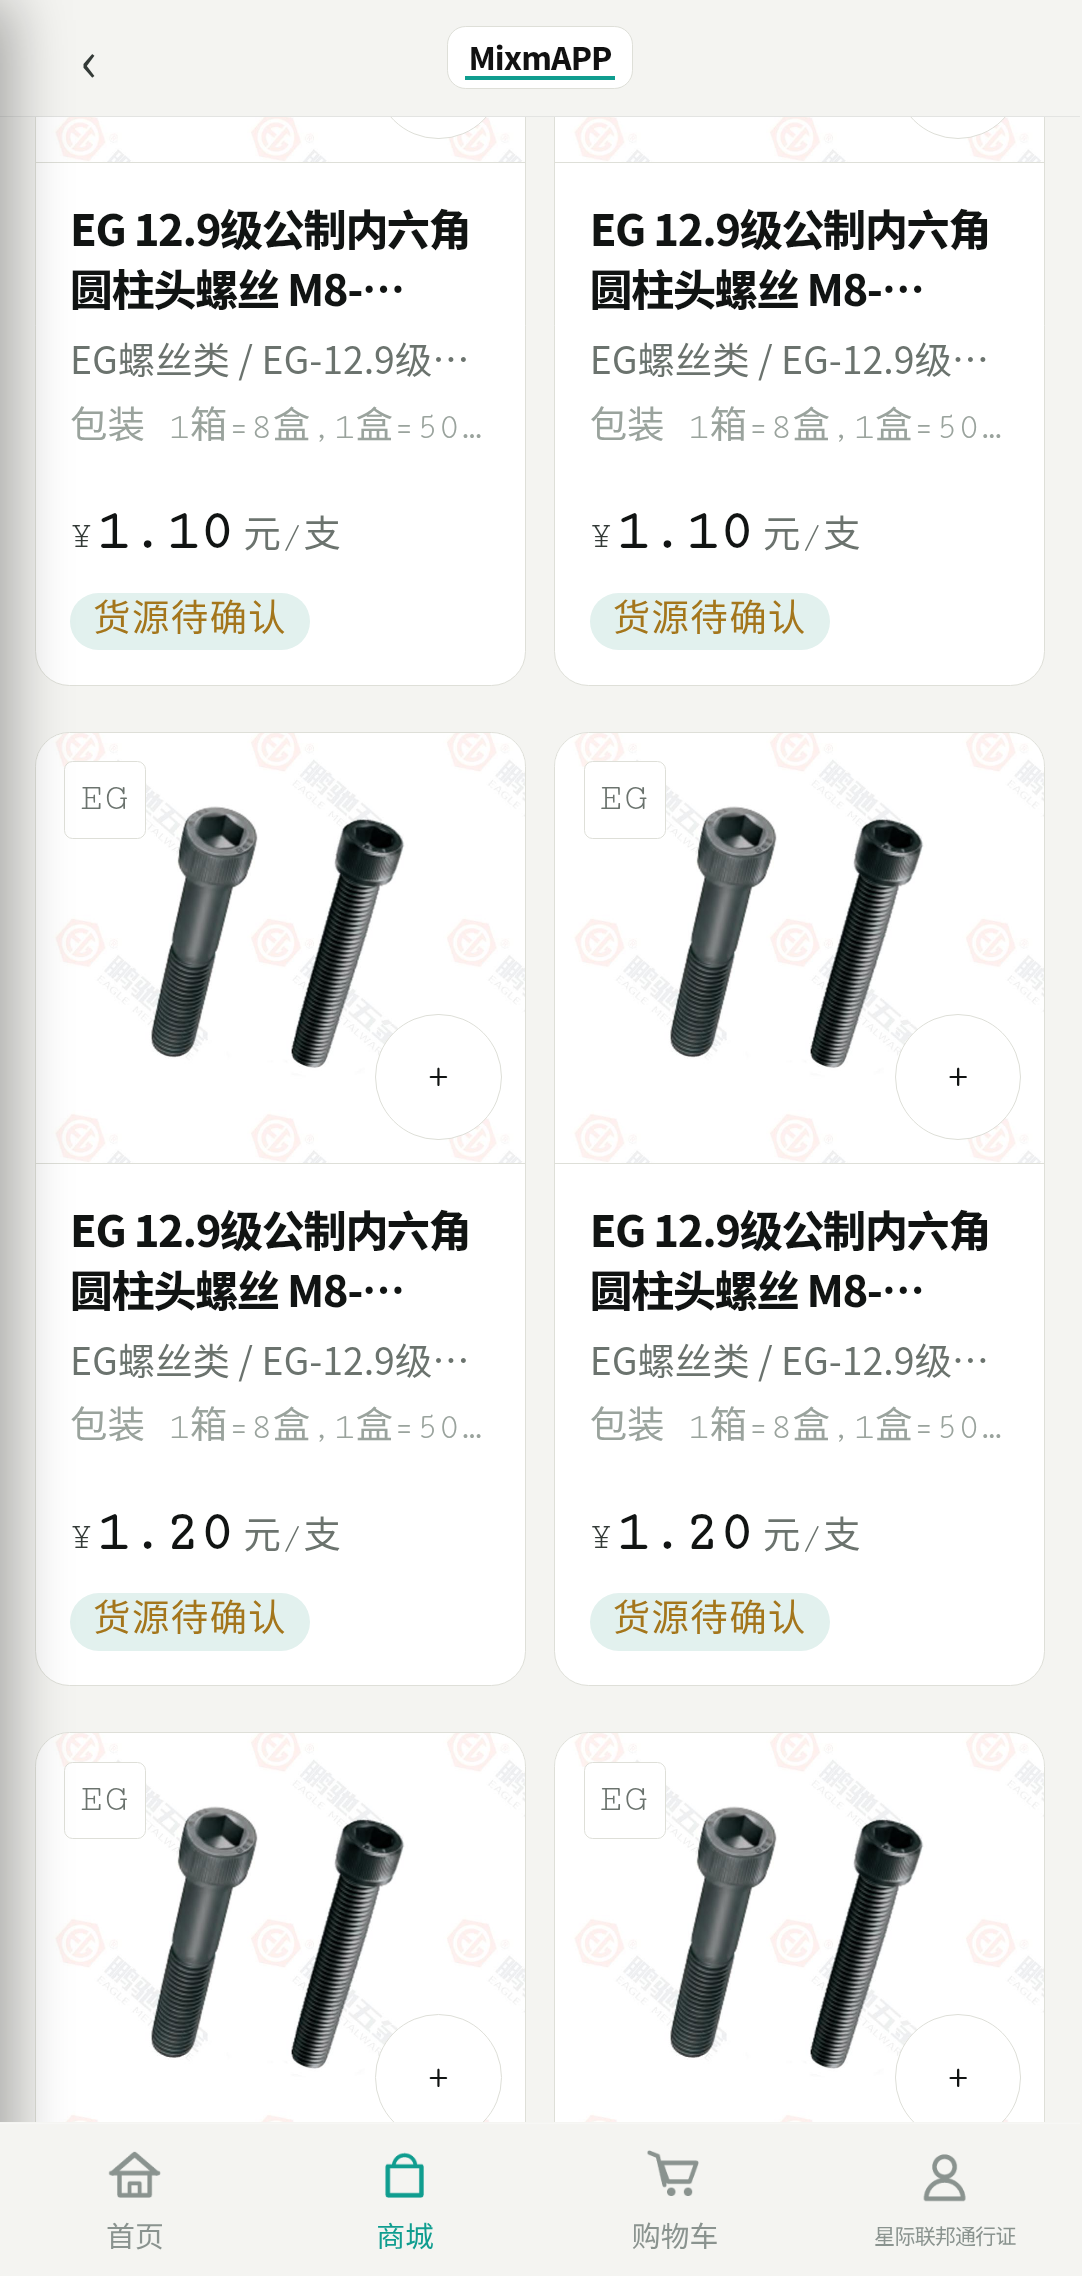 MixmAPP
EG 12.9级公制内六角
圆柱头螺丝 M8-…
EG螺丝类 / EG-12.9级…
包装 1箱=8盒,1盒=50…
¥1.10 元/支
货源待确认
EG 12.9级公制内六角
圆柱头螺丝 M8-…
EG螺丝类 / EG-12.9级…
包装 1箱=8盒,1盒=50…
¥1.10 元/支
货源待确认
EG
+
EG 12.9级公制内六角
圆柱头螺丝 M8-…
EG螺丝类 / EG-12.9级…
包装 1箱=8盒,1盒=50…
¥1.20 元/支
货源待确认
EG
+
EG 12.9级公制内六角
圆柱头螺丝 M8-…
EG螺丝类 / EG-12.9级…
包装 1箱=8盒,1盒=50…
¥1.20 元/支
货源待确认
EG
+
EG
+
首页
商城
购物车
星际联邦通行证